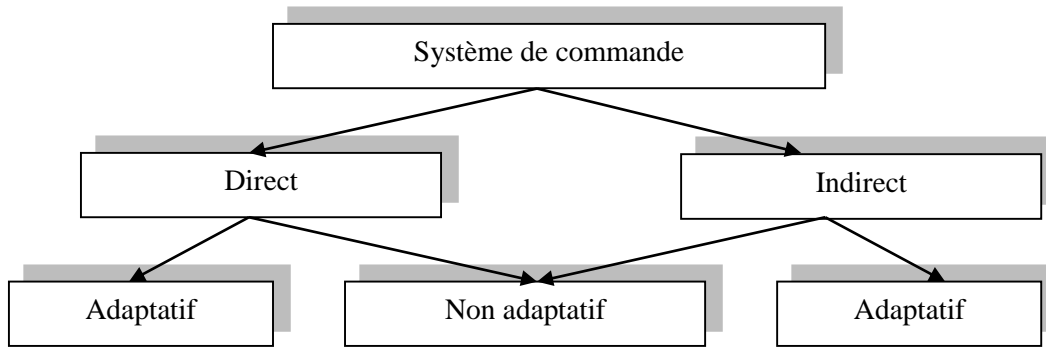 Système de commande
Direct
Indirect
Adaptatif
Non adaptatif
Adaptatif